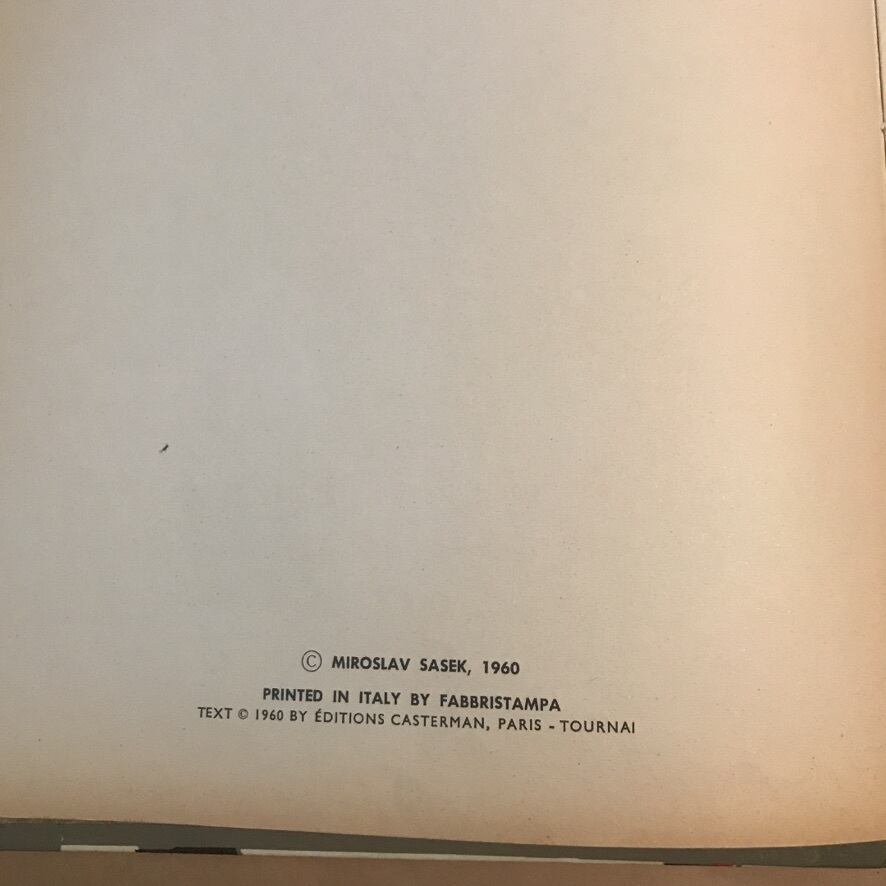 © MIROSLAV SASEK, 1960
PRINTED IN ITALY BY FABBRISTAMPA
TEXT © 1960 BY ÉDITIONS CASTERMAN, PARIS - TOURNAI